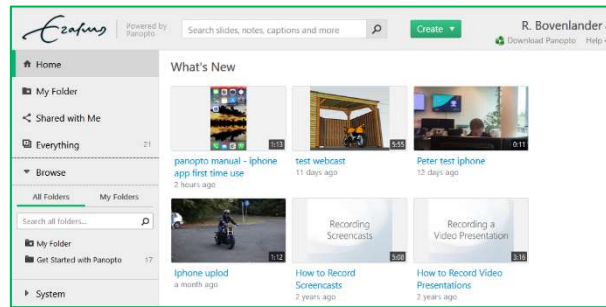 Erasmus
Powered by
Panopto
Search slides, notes, captions and more
Create
R. Bovenlander
Download Panopto Help
Home
My Folder
Shared with Me
Everything 21
Browse
All Folders My Folders
Search all folders...
My Folder
Get Started with Panopto 17
System
What's New
1:13
panopto manual - iphone
app first time use
2 hours ago
5:55
test webcast
11 days ago
0:11
Peter test iphone
12 days ago
1:12
Iphone uplod
a month ago
Recording
Screencasts
5:08
How to Record
Screencasts
2 years ago
Recording a
Video Presentation
3:16
How to Record Video
Presentations
2 years ago